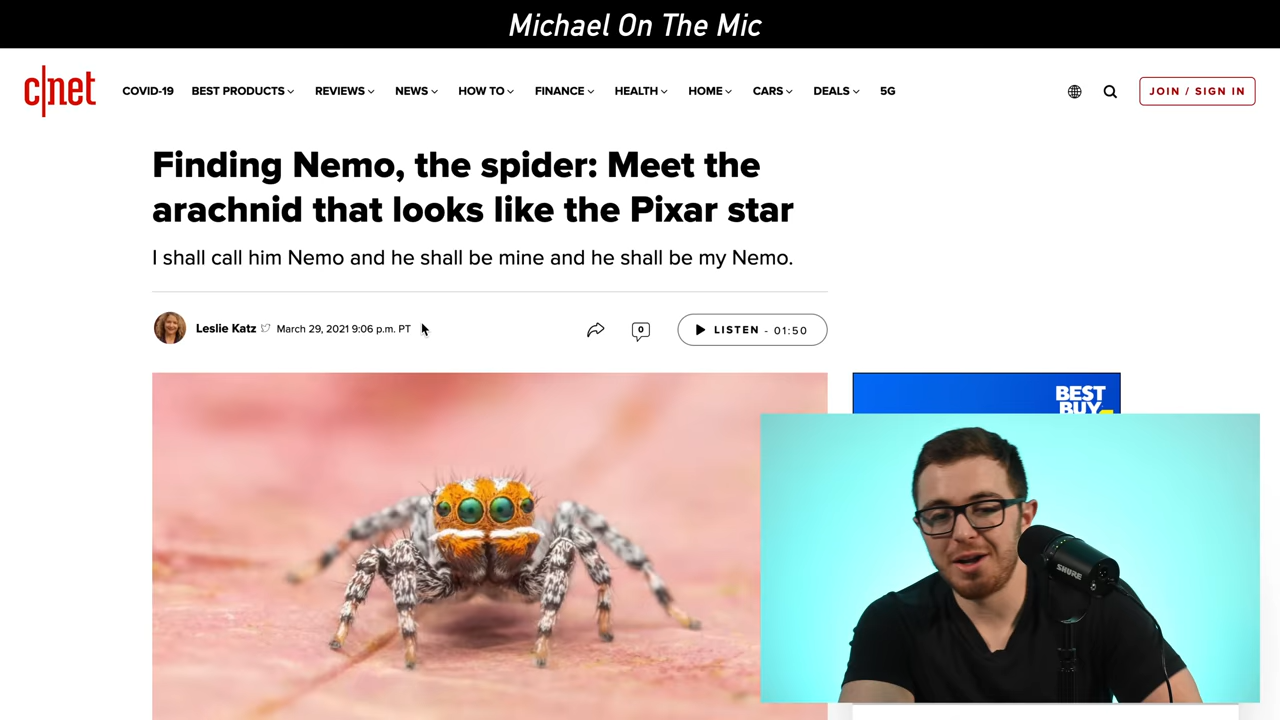 Michael On The Mic
c|net
COVID-19 BEST PRODUCTS REVIEWS NEWS HOW TO FINANCE HEALTH HOME CARS DEALS 5G JOIN / SIGN IN
Finding Nemo, the spider: Meet the
arachnid that looks like the Pixar star
I shall call him Nemo and he shall be mine and he shall be my Nemo.
Leslie Katz March 29, 2021 9:06 p.m. PT 0 LISTEN - 01:50
BEST
BUY
SHURE